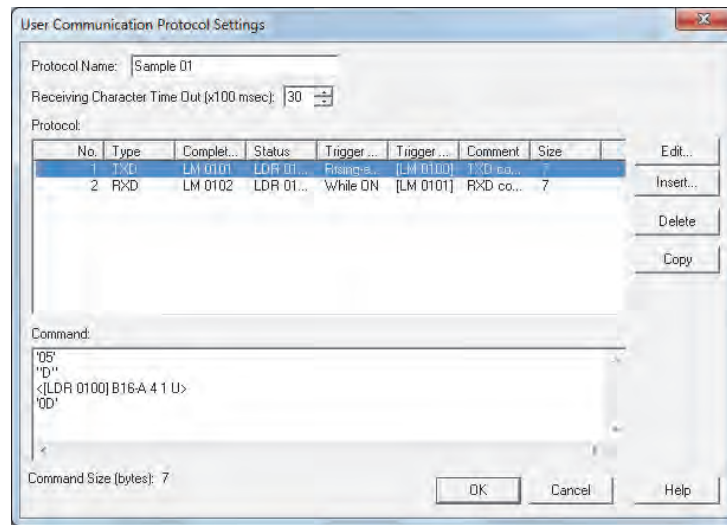 User Communication Protocol Settings
Protocol Name: Sample 01
Receiving Character Time Out (x100 msec): 30
Protocol:
No. Type Complet... Status Trigger ... Trigger ... Comment Size
1 TXD LM 0101 LDR 01... Rising-e... [LM 0100] TXD co... 7
2 RXD LM 0102 LDR 01... While ON [LM 0101] RXD co... 7
Edit...
Insert...
Delete
Copy
Command:
'05'
"D"
<[LDR 0100] B16-A 4 1 U>
'0D'
Command Size (bytes): 7
OK Cancel Help